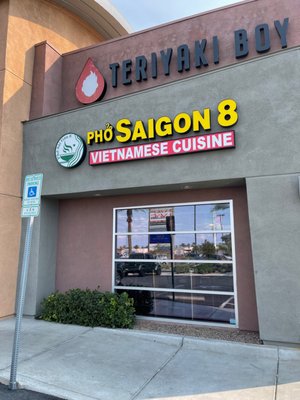 TERIYAKI BOY
PHỞ SAIGON 8
VIETNAMESE CUISINE